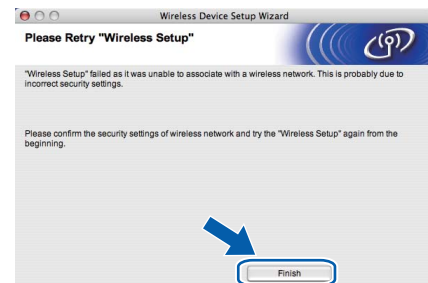 Wireless Device Setup Wizard
Please Retry "Wireless Setup"
"Wireless Setup" failed as it was unable to associate with a wireless network. This is probably due to
incorrect security settings.
Please confirm the security settings of wireless network and try the "Wireless Setup" again from the
beginning.
Finish